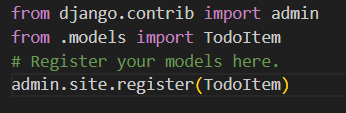 from django.contrib import admin
from .models import TodoItem
# Register your models here.
admin.site.register(TodoItem)